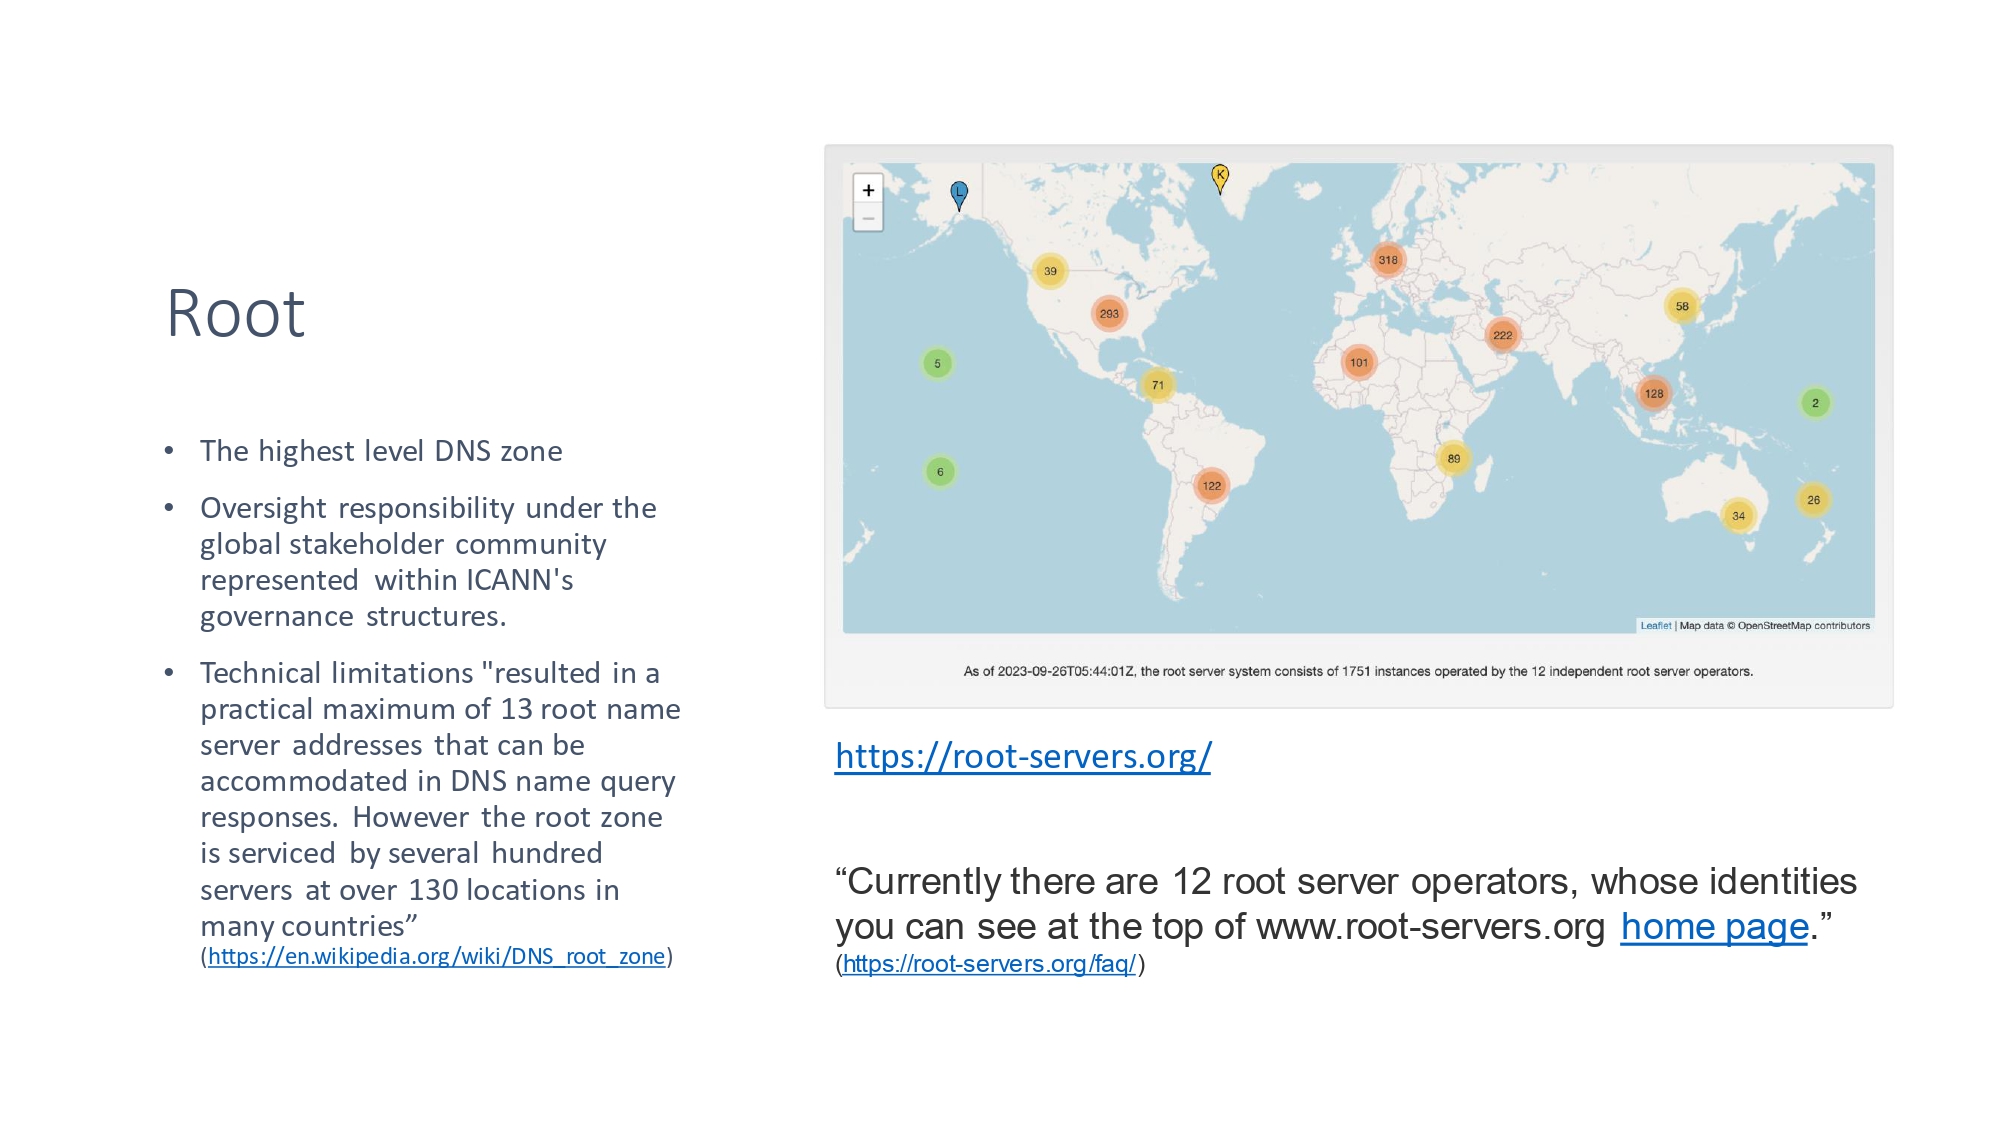 Root
• The highest level DNS zone
• Oversight responsibility under the
global stakeholder community
represented within ICANN's
governance structures.
• Technical limitations "resulted in a
practical maximum of 13 root name
server addresses that can be
accommodated in DNS name query
responses. However the root zone
is serviced by several hundred
servers at over 130 locations in
many countries”
(https://en.wikipedia.org/wiki/DNS_root_zone)
+
−
L
K
39
293
318
58
222
101
5
71
128
2
89
6
122
26
34
Leaflet | Map data © OpenStreetMap contributors
As of 2023-09-26T05:44:01Z, the root server system consists of 1751 instances operated by the 12 independent root server operators.
https://root-servers.org/
“Currently there are 12 root server operators, whose identities
you can see at the top of www.root-servers.org home page.”
(https://root-servers.org/faq/)